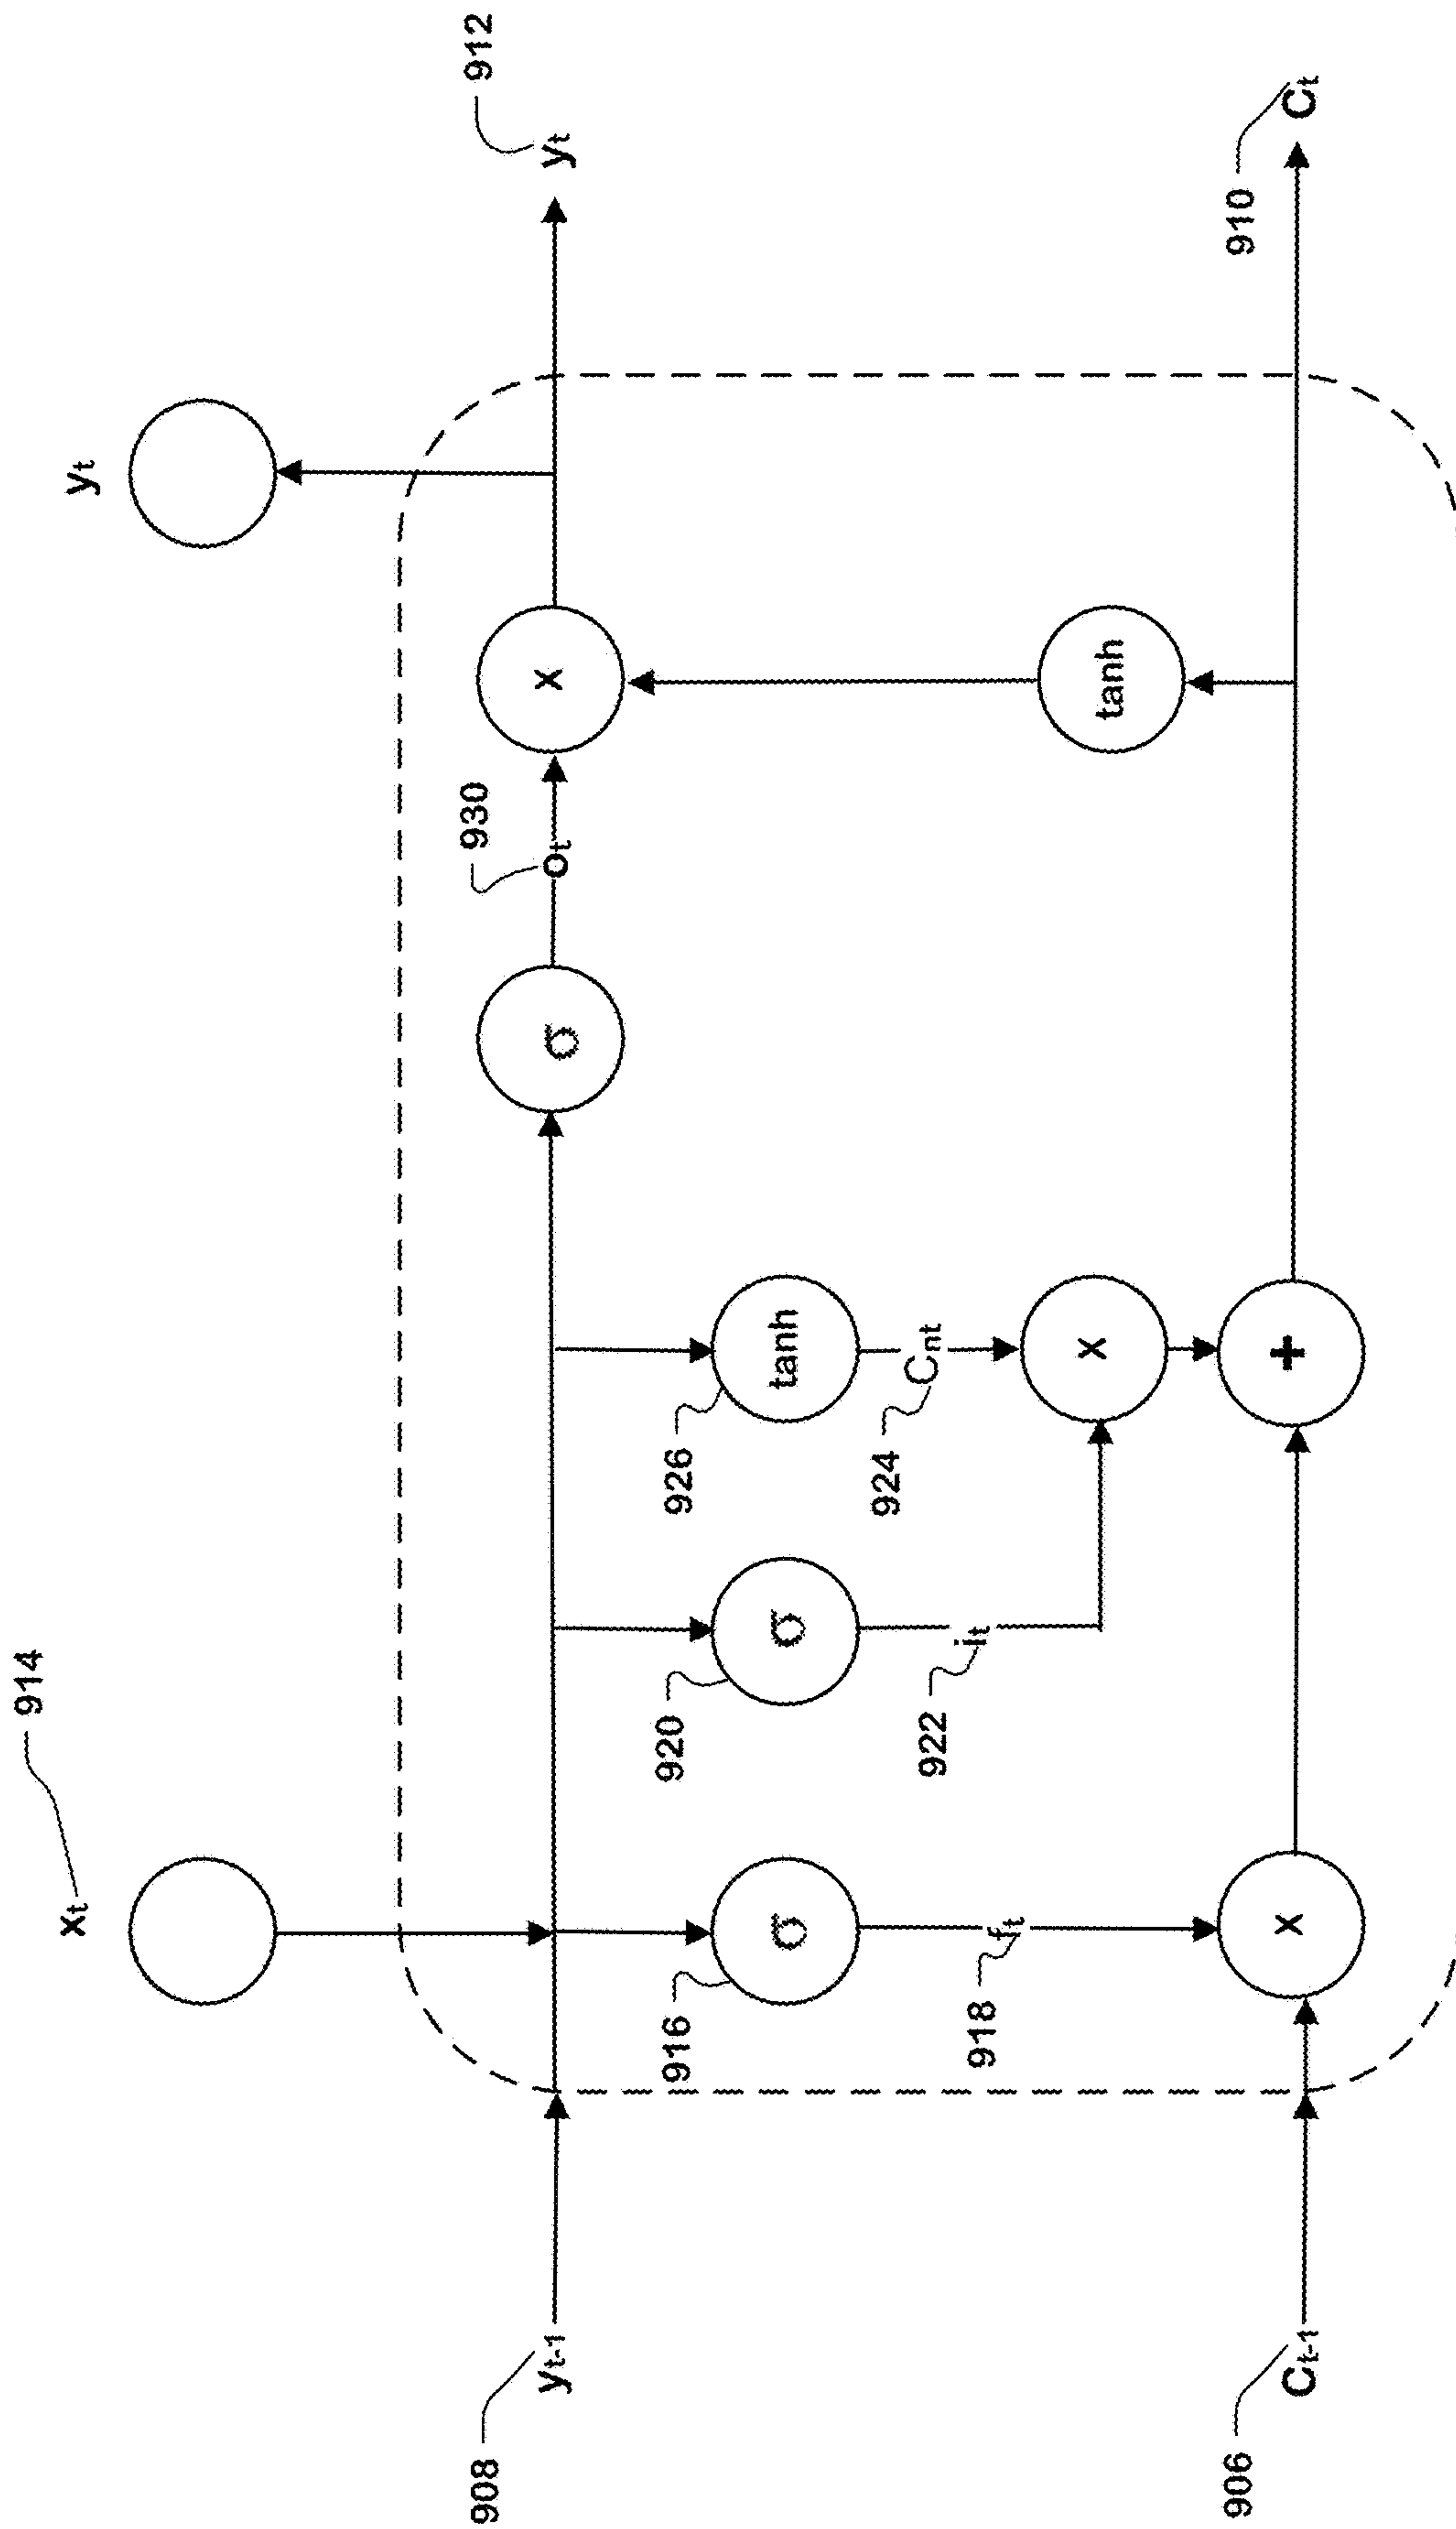 914
xₜ
yₜ
908
930
912
yₜ₋₁
σ
oₜ
x
yₜ
916
920
926
σ
σ
tanh
924
Cₙₜ
922
iₜ
918
fₜ
x
tanh
906
910
Cₜ₋₁
x
+
Cₜ